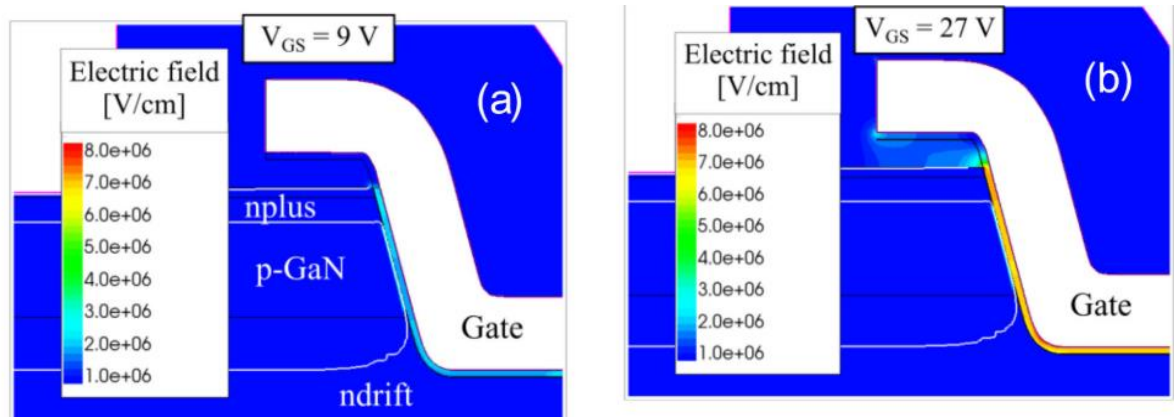 V_GS = 9 V
Electric field
[V/cm]
(a)
8.0e+06
7.0e+06
6.0e+06
5.0e+06
4.0e+06
3.0e+06
2.0e+06
1.0e+06
nplus
p-GaN
Gate
ndrift
V_GS = 27 V
Electric field
[V/cm]
(b)
8.0e+06
7.0e+06
6.0e+06
5.0e+06
4.0e+06
3.0e+06
2.0e+06
1.0e+06
Gate